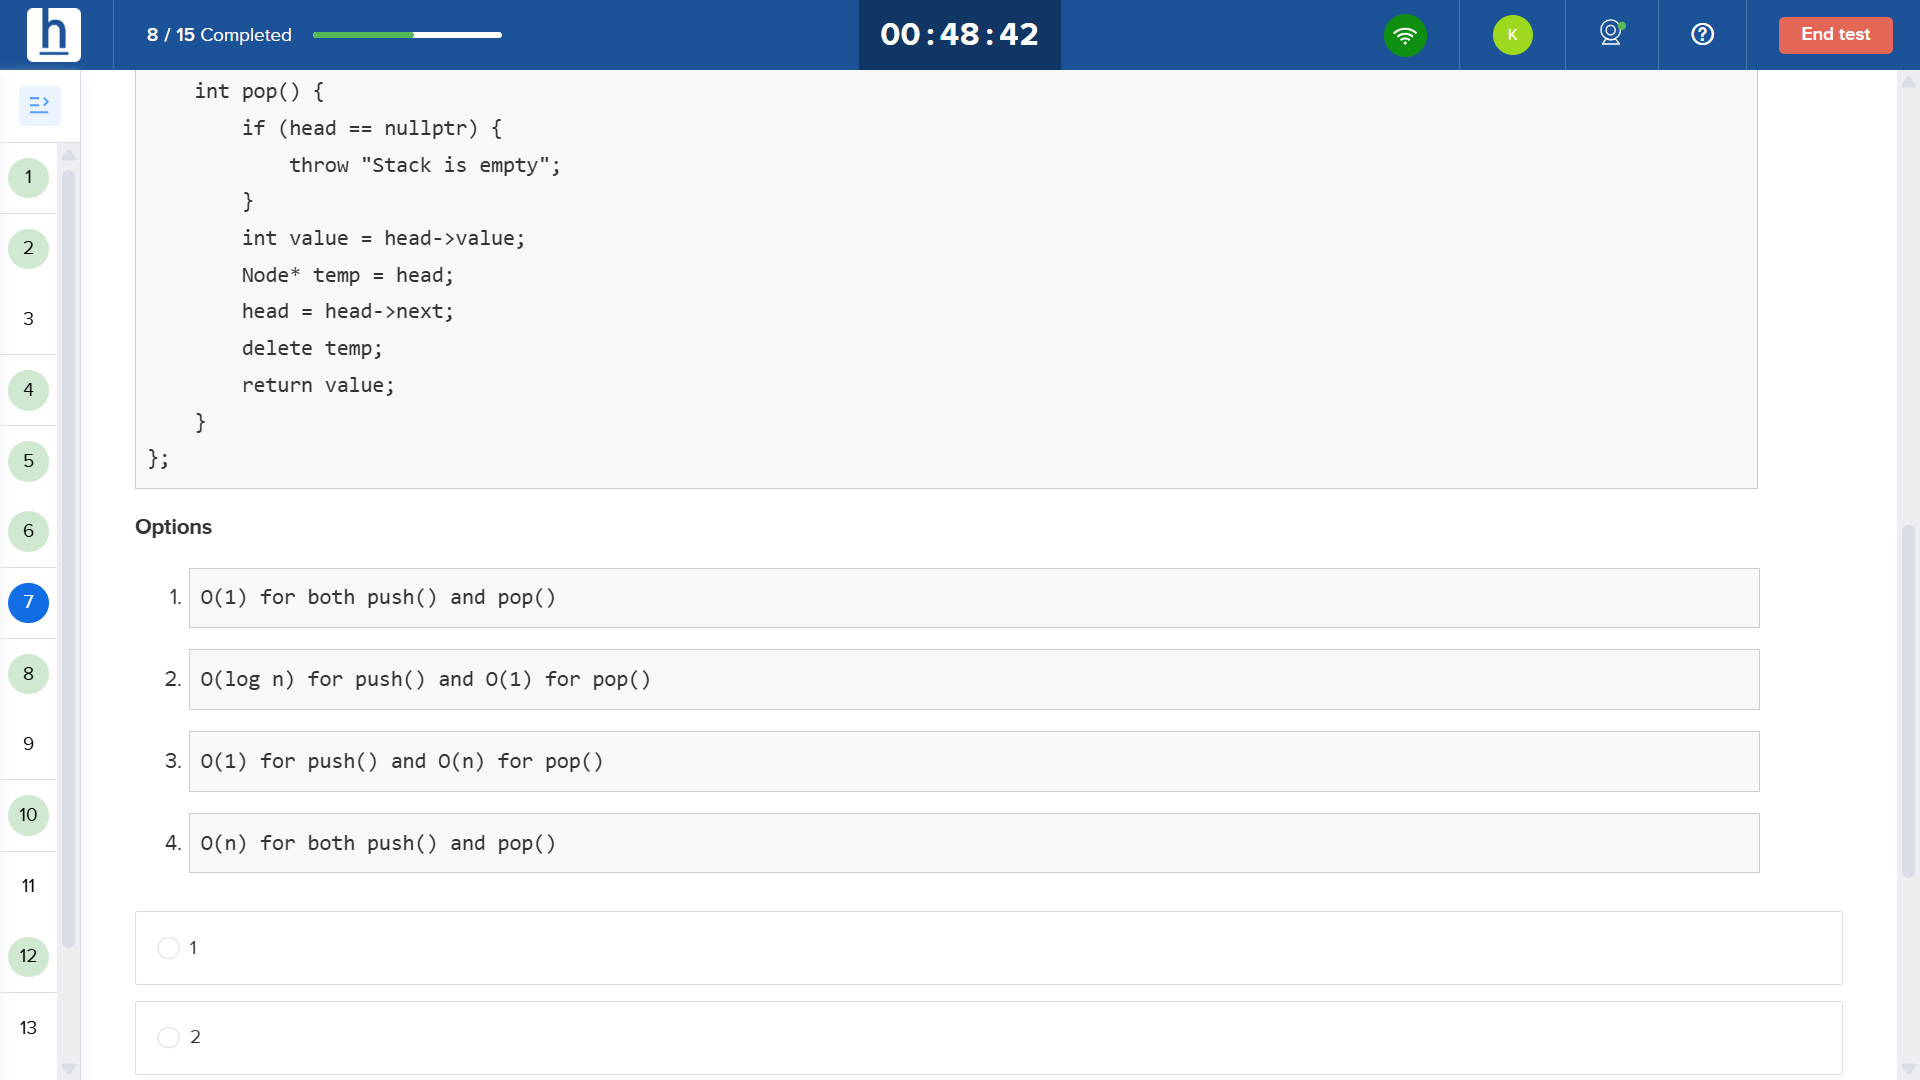 h
8 / 15 Completed
00:48:42
K
End test
1
2
3
4
5
6
7
8
9
10
11
12
13
int pop() {
if (head == nullptr) {
throw "Stack is empty";
}
int value = head->value;
Node* temp = head;
head = head->next;
delete temp;
return value;
}
};
Options
1. O(1) for both push() and pop()
2. O(log n) for push() and O(1) for pop()
3. O(1) for push() and O(n) for pop()
4. O(n) for both push() and pop()
1
2